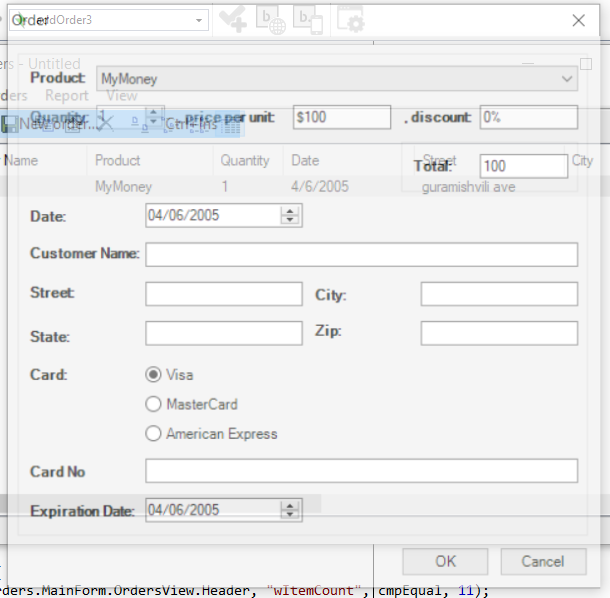 Order
ordOrder3
ers - Untitled
Product: MyMoney
ders Report View
Quantity: 1 , price per unit: $100 , discount: 0%
New order... Ctrl+Ins
Name Product Quantity Date Street City
Total: 100
MyMoney 1 4/6/2005 guramishvili ave
Date: 04/06/2005
Customer Name:
Street: City:
State: Zip:
Card: Visa
MasterCard
American Express
Card No
Expiration Date: 04/06/2005
OK Cancel
rders.MainForm.OrdersView.Header, "wItemCount", cmpEqual, 11);